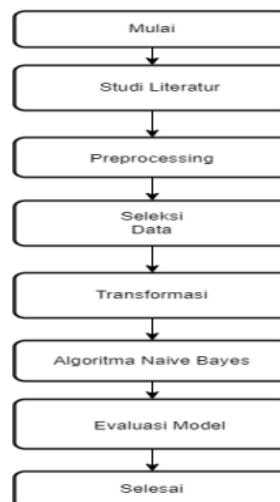 Mulai
Studi Literatur
Preprocessing
Seleksi
Data
Transformasi
Algoritma Naive Bayes
Evaluasi Model
Selesai